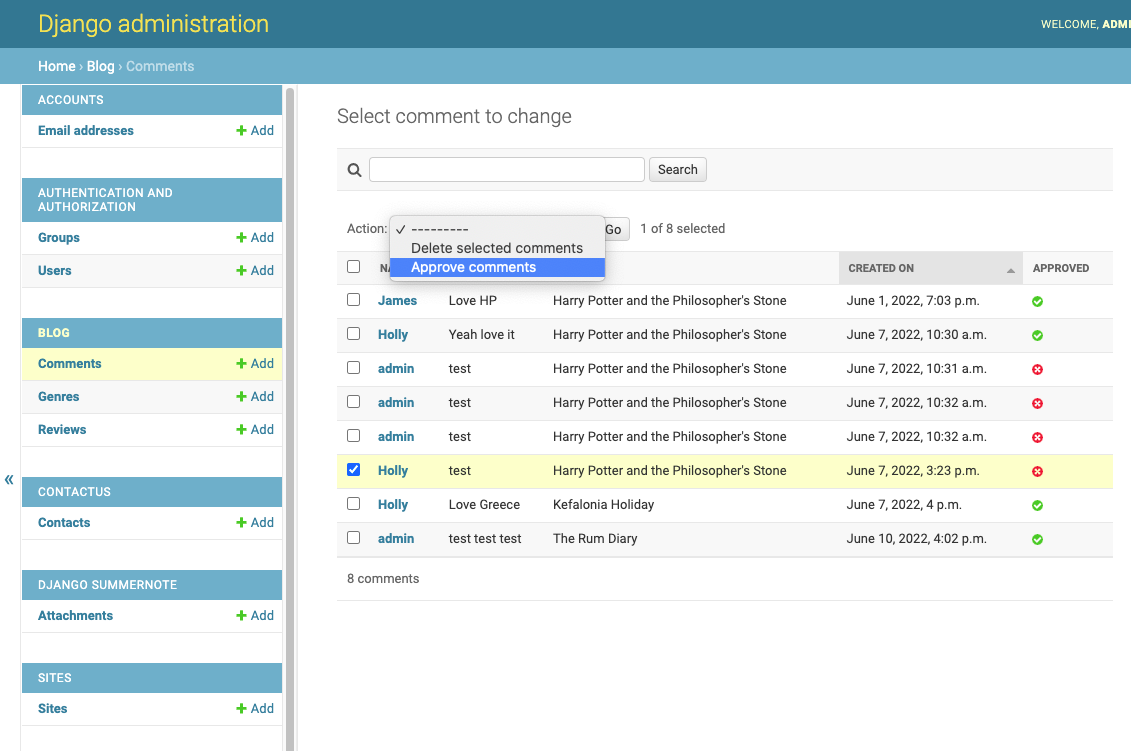 Django administration
WELCOME,
Home › Blog › Comments
ACCOUNTS
Email addresses + Add
AUTHENTICATION AND
AUTHORIZATION
Groups + Add
Users + Add
BLOG
Comments + Add
Genres + Add
Reviews + Add
«
CONTACTUS
Contacts + Add
DJANGO SUMMERNOTE
Attachments + Add
SITES
Sites + Add
Select comment to change
Search
Action: ✓ --------- Go 1 of 8 selected
Delete selected comments
Approve comments
CREATED ON APPROVED
James Love HP Harry Potter and the Philosopher's Stone June 1, 2022, 7:03 p.m.
Holly Yeah love it Harry Potter and the Philosopher's Stone June 7, 2022, 10:30 a.m.
admin test Harry Potter and the Philosopher's Stone June 7, 2022, 10:31 a.m.
admin test Harry Potter and the Philosopher's Stone June 7, 2022, 10:32 a.m.
admin test Harry Potter and the Philosopher's Stone June 7, 2022, 10:32 a.m.
Holly test Harry Potter and the Philosopher's Stone June 7, 2022, 3:23 p.m.
Holly Love Greece Kefalonia Holiday June 7, 2022, 4 p.m.
admin test test test The Rum Diary June 10, 2022, 4:02 p.m.
8 comments